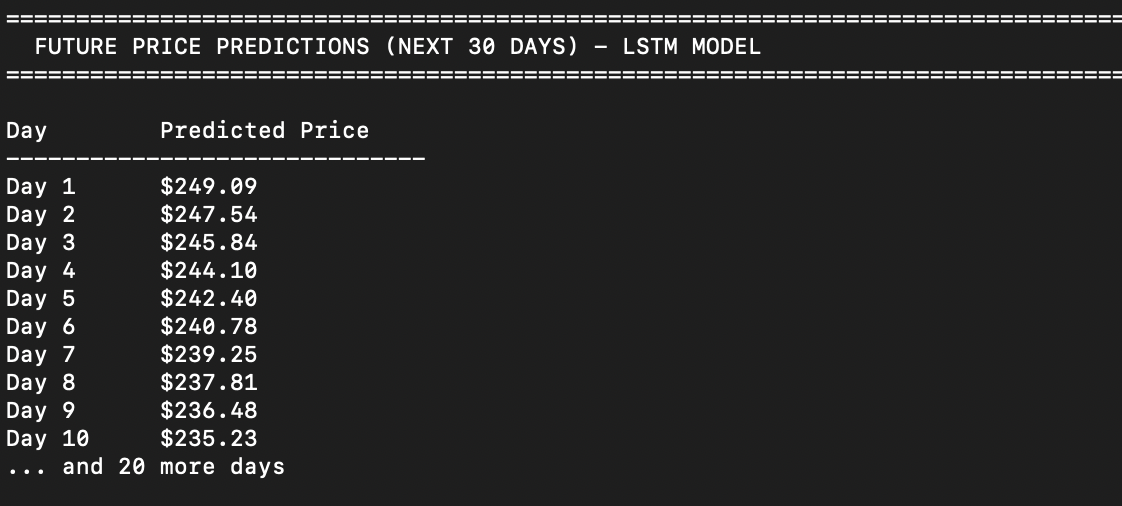 ================================================================================
FUTURE PRICE PREDICTIONS (NEXT 30 DAYS) – LSTM MODEL
================================================================================
Day        Predicted Price
------------------------------
Day 1      $249.09
Day 2      $247.54
Day 3      $245.84
Day 4      $244.10
Day 5      $242.40
Day 6      $240.78
Day 7      $239.25
Day 8      $237.81
Day 9      $236.48
Day 10     $235.23
... and 20 more days